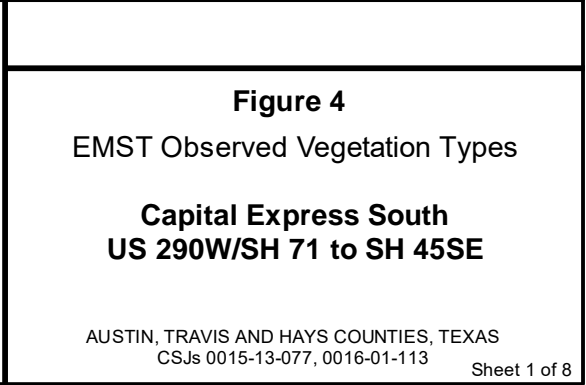 Figure 4
EMST Observed Vegetation Types
Capital Express South
US 290W/SH 71 to SH 45SE
AUSTIN, TRAVIS AND HAYS COUNTIES, TEXAS
CSJs 0015-13-077, 0016-01-113
Sheet 1 of 8